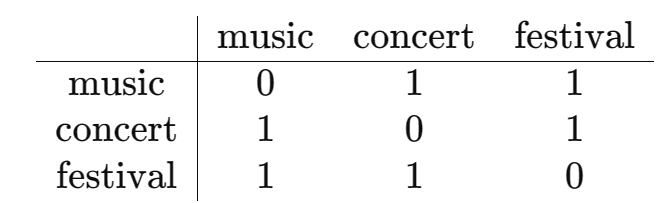 music concert festival
music 0 1 1
concert 1 0 1
festival 1 1 0